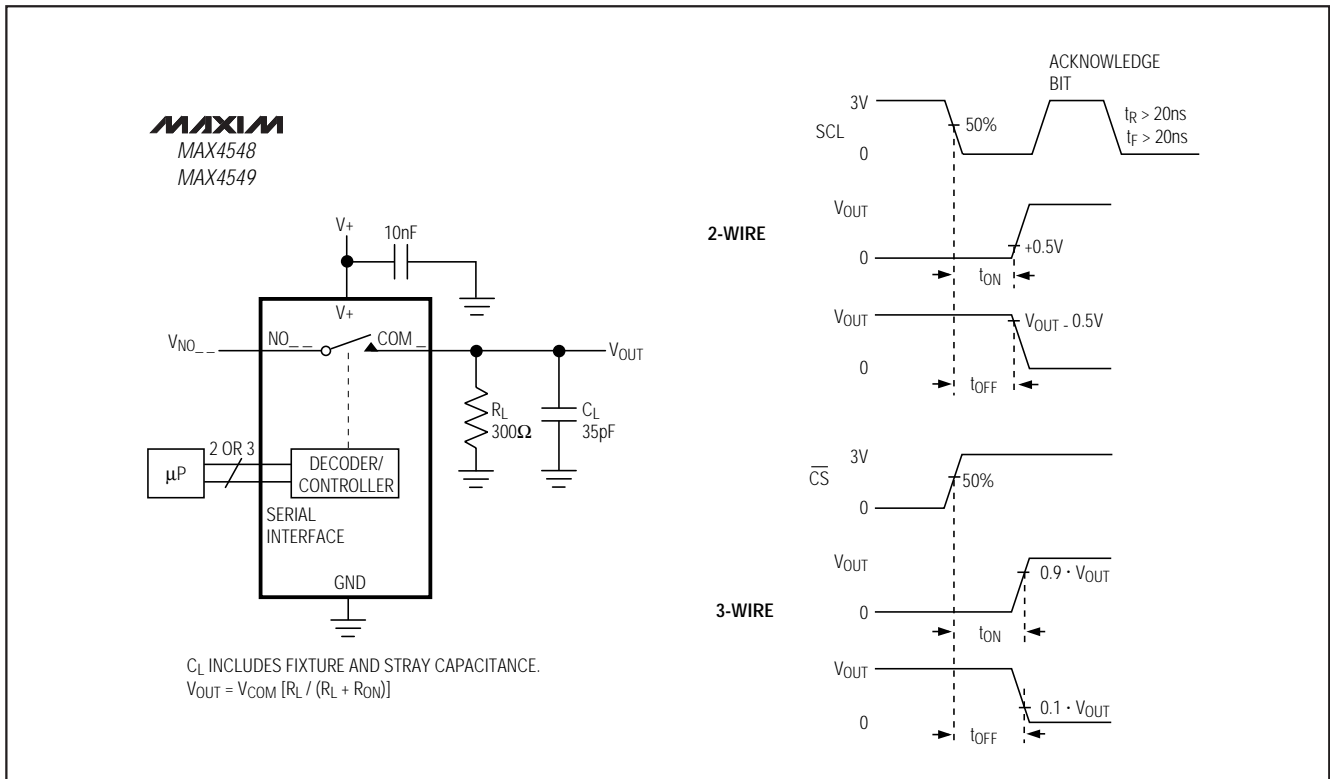 MAXIM
MAX4548
MAX4549
V+
10nF
V+
VNO_ _
NO_ _
COM_
VOUT
RL
300Ω
CL
35pF
µP
2 OR 3
DECODER/
CONTROLLER
SERIAL
INTERFACE
GND
CL INCLUDES FIXTURE AND STRAY CAPACITANCE.
VOUT = VCOM [RL / (RL + RON)]
2-WIRE
ACKNOWLEDGE
BIT
3V
SCL
0
50%
tR > 20ns
tF > 20ns
VOUT
0
+0.5V
tON
VOUT
0
VOUT - 0.5V
tOFF
3-WIRE
3V
C̅S̅
0
50%
VOUT
0
0.9 · VOUT
tON
VOUT
0
0.1 · VOUT
tOFF